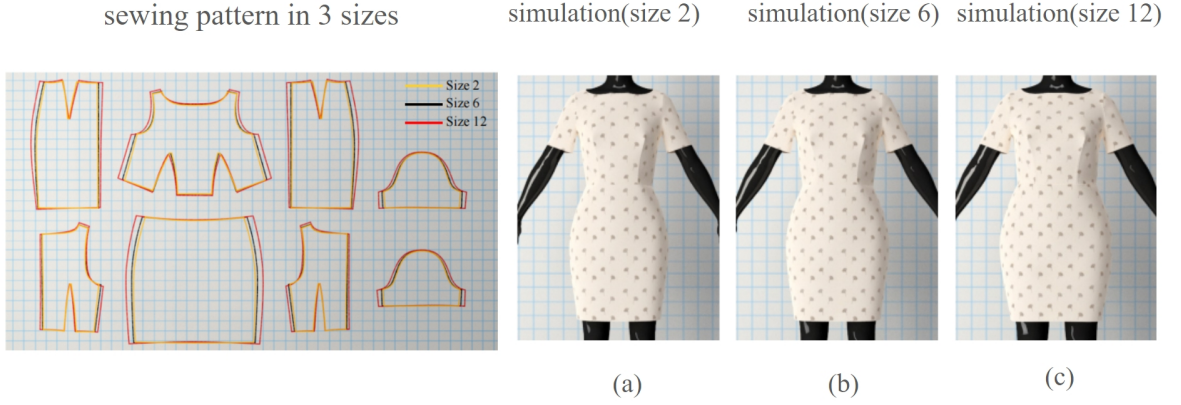 sewing pattern in 3 sizes
simulation(size 2)
simulation(size 6)
simulation(size 12)
Size 2
Size 6
Size 12
(a)
(b)
(c)